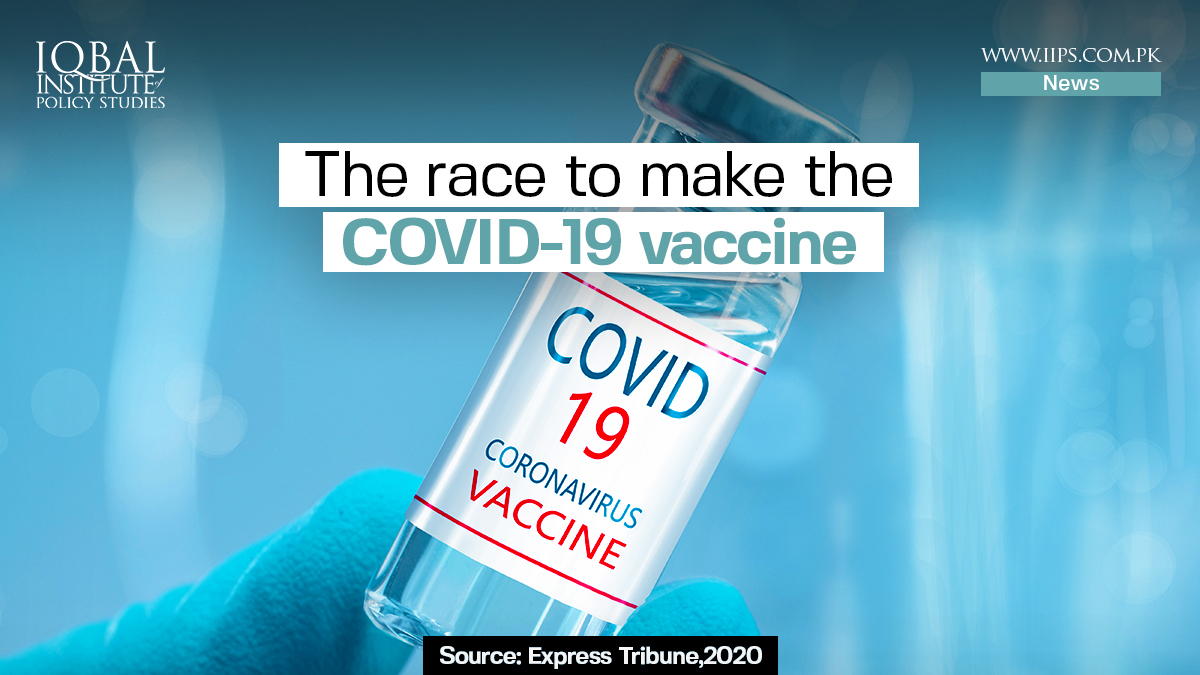 IQBAL
INSTITUTE of
POLICY STUDIES
WWW.IIPS.COM.PK
News
The race to make the
COVID-19 vaccine
COVID
19
CORONAVIRUS
VACCINE
Source: Express Tribune,2020